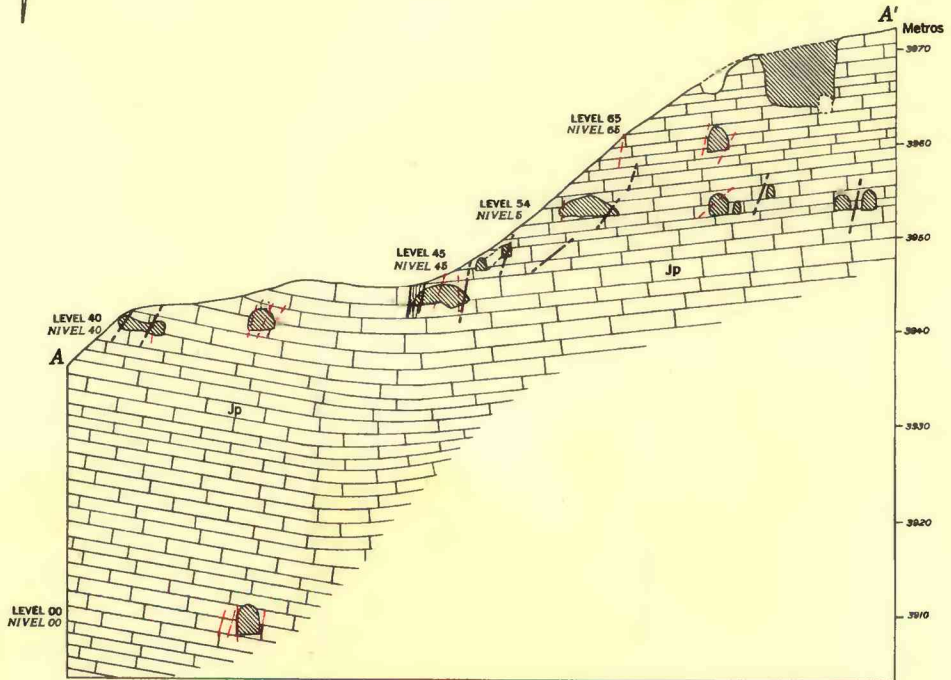 A'
Metros
3970
LEVEL 65
NIVEL 65
3960
LEVEL 54
NIVEL 5
3950
LEVEL 45
NIVEL 45
Jp
LEVEL 40
NIVEL 40
3940
A
Jp
3930
3920
LEVEL 00
NIVEL 00
3910